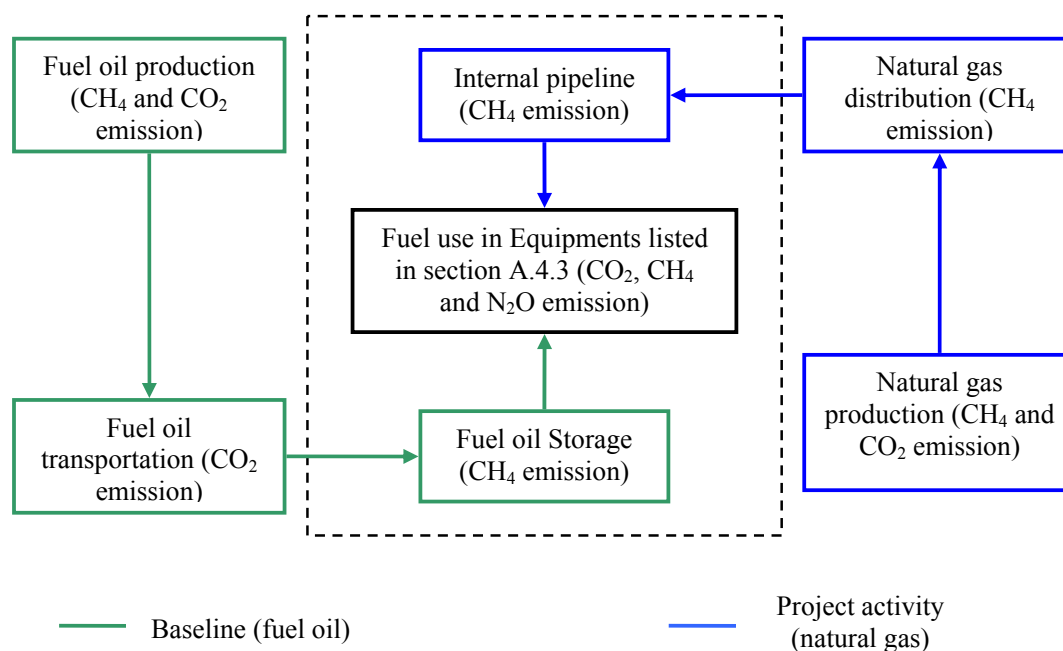 Fuel oil production
(CH₄ and CO₂
emission)
Internal pipeline
(CH₄ emission)
Natural gas
distribution (CH₄
emission)
Fuel use in Equipments listed
in section A.4.3 (CO₂, CH₄
and N₂O emission)
Fuel oil
transportation (CO₂
emission)
Fuel oil Storage
(CH₄ emission)
Natural gas
production (CH₄ and
CO₂ emission)
Baseline (fuel oil)
Project activity
(natural gas)